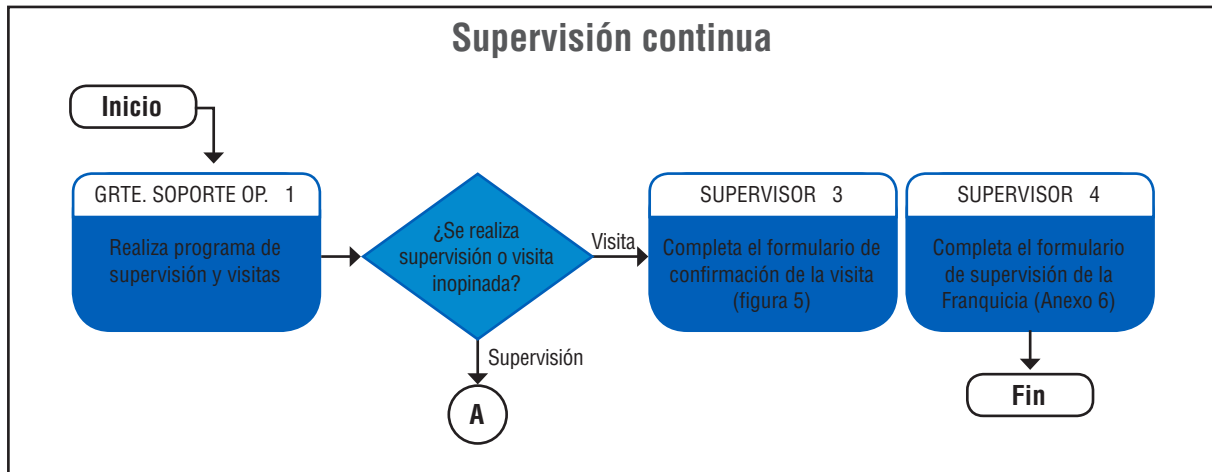 Supervisión continua
Inicio
GRTE. SOPORTE OP. 1
Realiza programa de
supervisión y visitas
¿Se realiza
supervisión o visita
inopinada?
Visita
Supervisión
A
SUPERVISOR 3
Completa el formulario de
confirmación de la visita
(figura 5)
SUPERVISOR 4
Completa el formulario
de supervisión de la
Franquicia (Anexo 6)
Fin